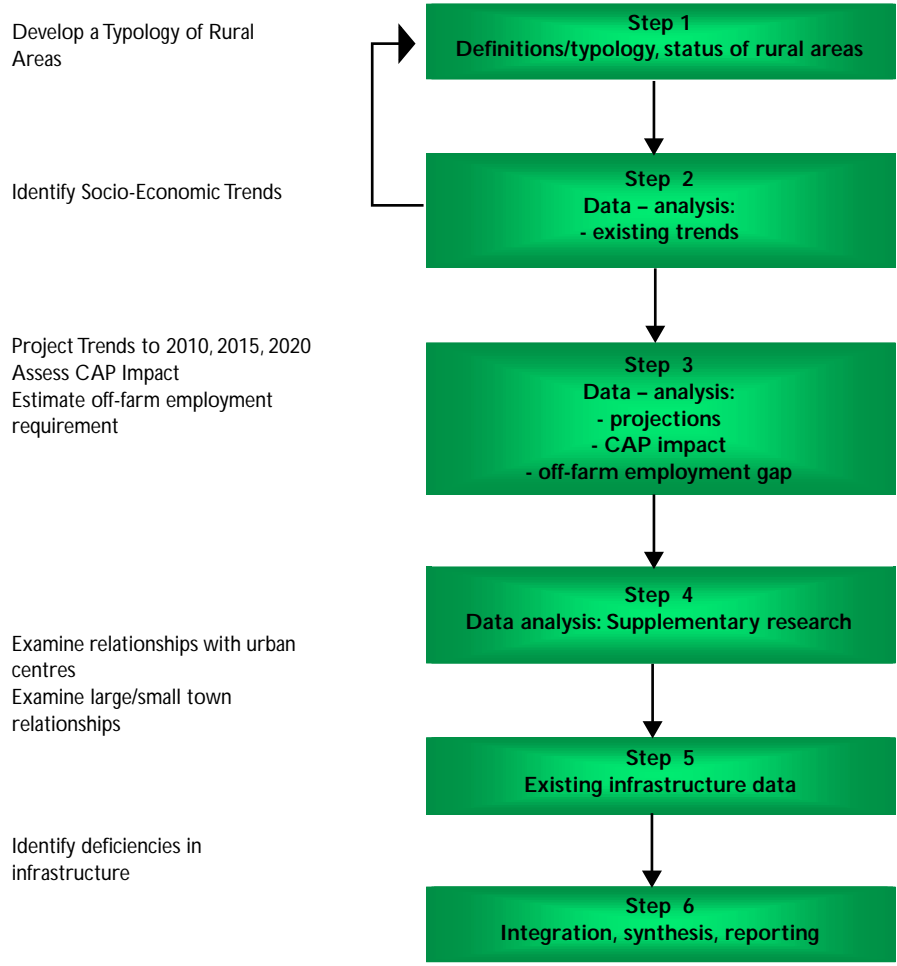 Develop a Typology of Rural
Areas
Step 1
Definitions/typology, status of rural areas
Identify Socio-Economic Trends
Step 2
Data – analysis:
- existing trends
Project Trends to 2010, 2015, 2020
Assess CAP Impact
Estimate off-farm employment
requirement
Step 3
Data – analysis:
- projections
- CAP impact
- off-farm employment gap
Step 4
Data analysis: Supplementary research
Examine relationships with urban
centres
Examine large/small town
relationships
Step 5
Existing infrastructure data
Identify deficiencies in
infrastructure
Step 6
Integration, synthesis, reporting